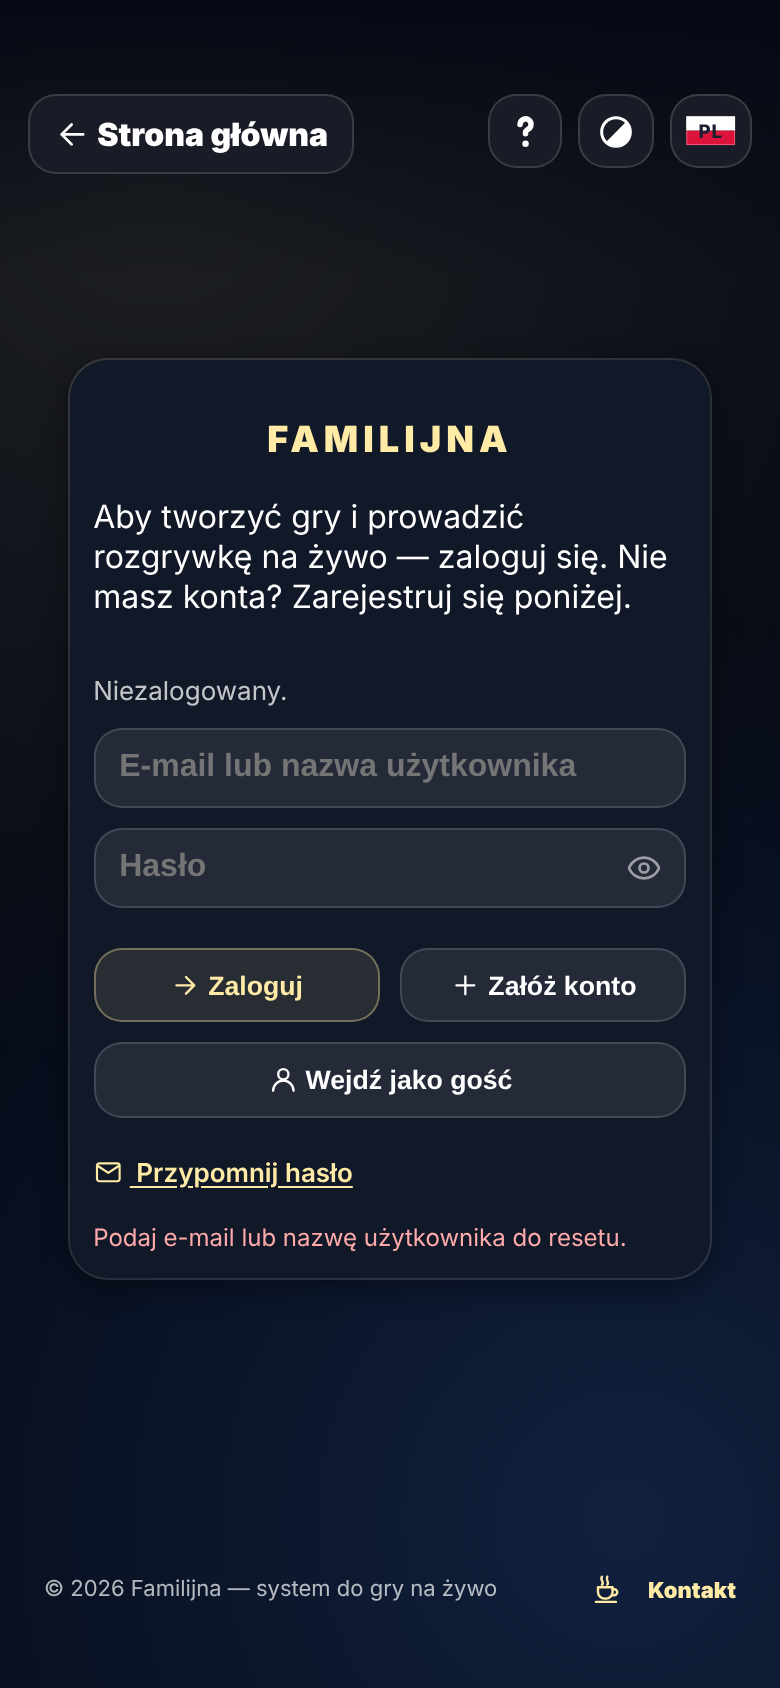 Strona główna
?
PL
FAMILIJNA
Aby tworzyć gry i prowadzić
rozgrywkę na żywo — zaloguj się. Nie
masz konta? Zarejestruj się poniżej.
Niezalogowany.
E-mail lub nazwa użytkownika
Hasło
Zaloguj
Załóż konto
Wejdź jako gość
Przypomnij hasło
Podaj e-mail lub nazwę użytkownika do resetu.
© 2026 Familijna — system do gry na żywo
Kontakt